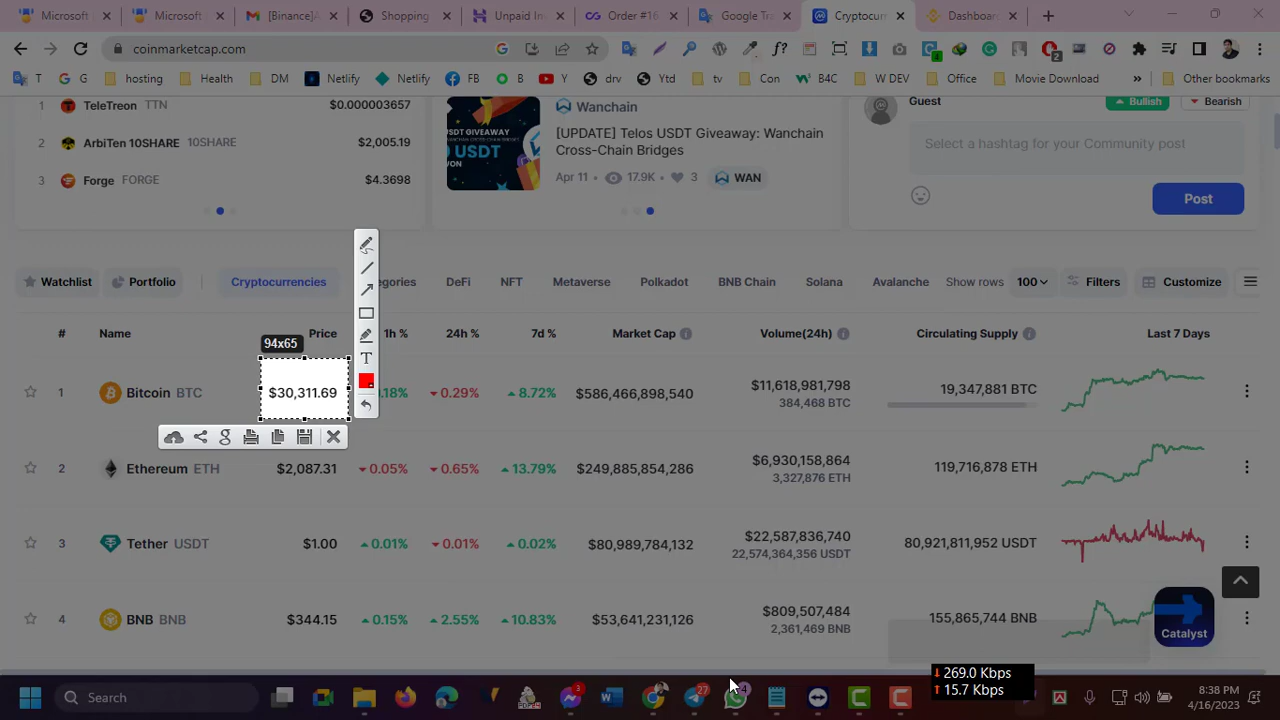 Microsoft
Microsoft
[Binance]
Shopping
Unpaid In
Order #16
Google Tra
Cryptocurr
Dashboar
coinmarketcap.com
T
G
hosting
Health
DM
Netlify
Netlify
FB
B
Y
drv
Ytd
tv
Con
B4C
W DEV
Office
Movie Download
»
Other bookmarks
1 TeleTreon TTN $0.000003657
2 ArbiTen 10SHARE 10SHARE $2,005.19
3 Forge FORGE $4.3698
USDT GIVEAWAY
Wanchain
[UPDATE] Telos USDT Giveaway: Wanchain
Cross-Chain Bridges
Apr 11 · 17.9K · 3 WAN
Guest
Bullish
Bearish
Select a hashtag for your Community post
Post
Watchlist Portfolio Cryptocurrencies egories DeFi NFT Metaverse Polkadot BNB Chain Solana Avalanche Show rows 100 Filters Customize
# Name Price 1h % 24h % 7d % Market Cap Volume(24h) Circulating Supply Last 7 Days
94x65
T
1 Bitcoin BTC $30,311.69 .18% 0.29% 8.72% $586,466,898,540 $11,618,981,798 19,347,881 BTC
384,468 BTC
2 Ethereum ETH $2,087.31 0.05% 0.65% 13.79% $249,885,854,286 $6,930,158,864 119,716,878 ETH
3,327,876 ETH
3 Tether USDT $1.00 0.01% 0.01% 0.02% $80,989,784,132 $22,587,836,740 80,921,811,952 USDT
22,574,364,356 USDT
4 BNB BNB $344.15 0.15% 2.55% 10.83% $53,641,231,126 $809,507,484 155,865,744 BNB
2,361,469 BNB
Catalyst
269.0 Kbps
15.7 Kbps
Search
3
27
4
8:38 PM
4/16/2023